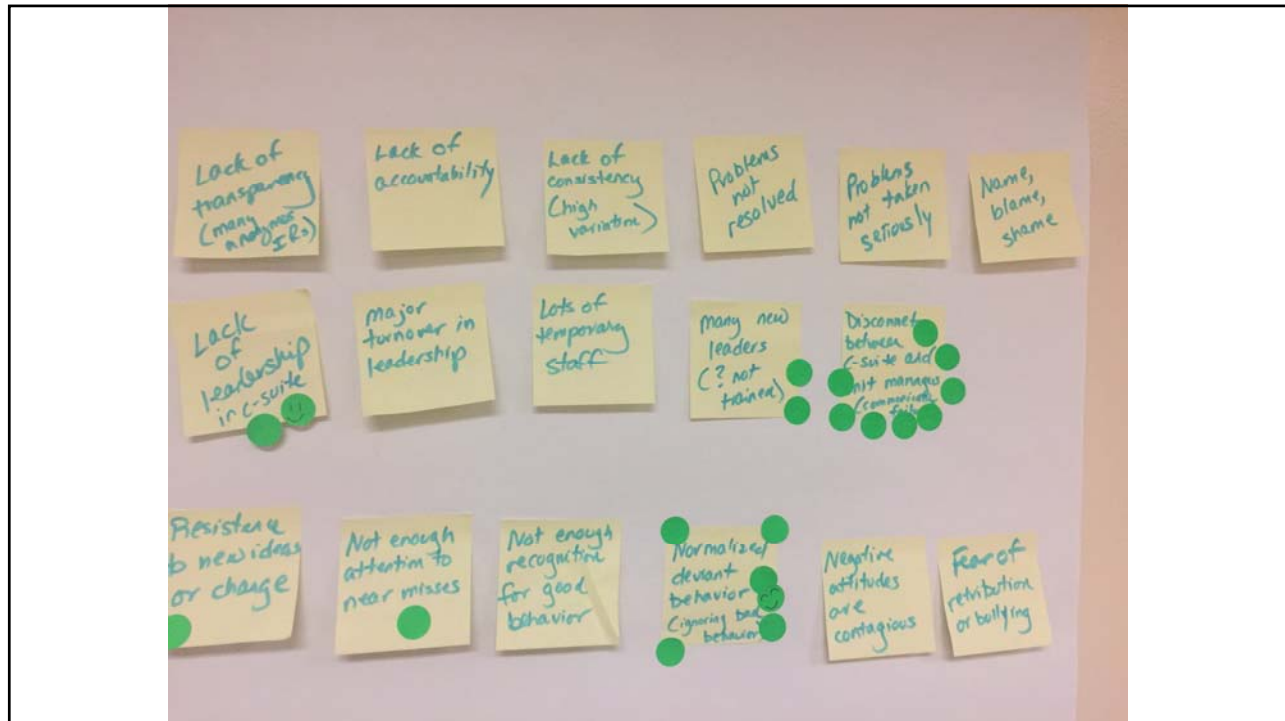 Lack of
transparency
(many
IRs)
Lack of
accountability
Lack of
consistency
(high
variation)
Problems
not
resolved
Problems
not taken
seriously
Name,
blame,
shame
Lack
of
leadership
in C-suite
major
turnover in
leadership
Lots of
temporary
staff
many new
leaders
(? not
trained)
between
C-suite and
managers
Resistence
to new ideas
or change
Not enough
attention to
near misses
Not enough
recognition
for good
behavior
Normalized
deviant
behavior
(ignoring bad
behavior)
Negative
attitudes
are
contagious
Fear of
retribution
or bullying